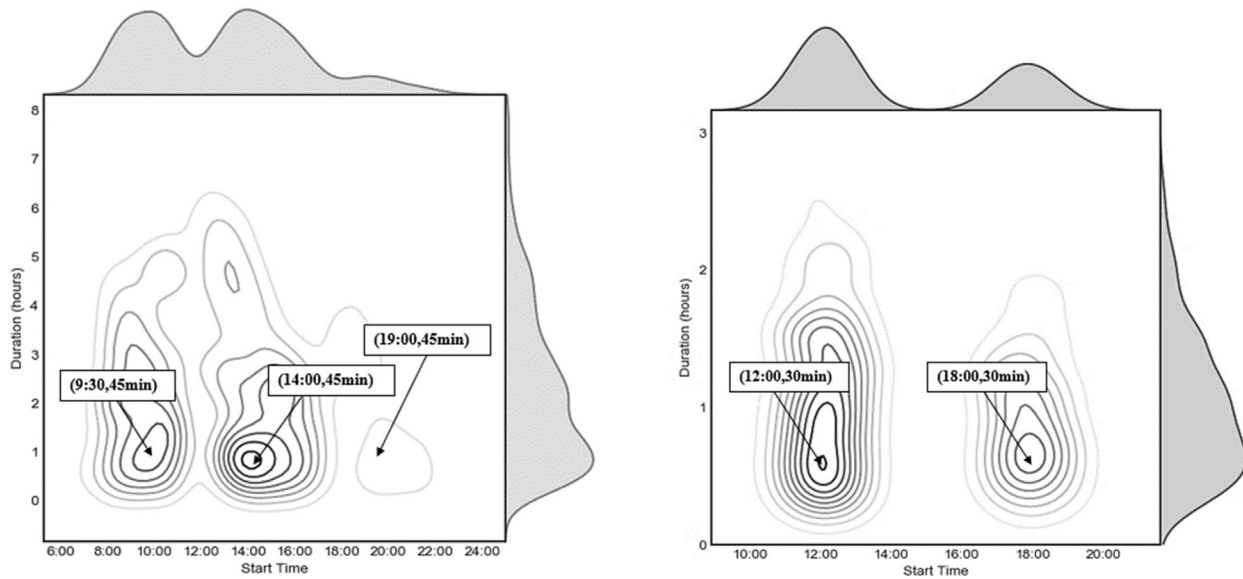 8
7
6
5
4
3
2
1
0
Duration (hours)
(9:30,45min)
(14:00,45min)
(19:00,45min)
6:00 8:00 10:00 12:00 14:00 16:00 18:00 20:00 22:00 24:00
Start Time
3
2
1
0
Duration (hours)
(12:00,30min)
(18:00,30min)
10:00 12:00 14:00 16:00 18:00 20:00
Start Time